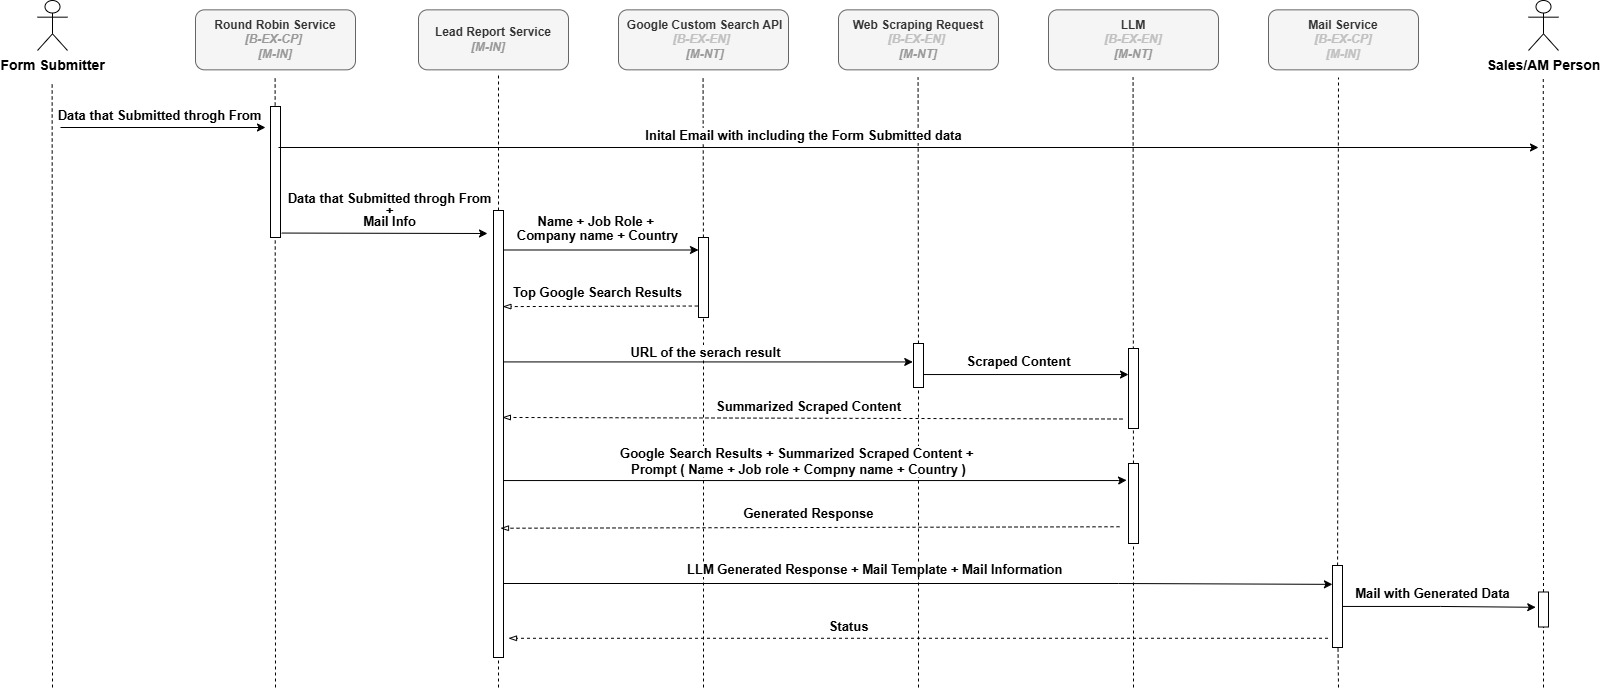 Form Submitter
Round Robin Service
[B-EX-CP]
[M-IN]
Lead Report Service
[M-IN]
Google Custom Search API
[B-EX-EN]
[M-NT]
Web Scraping Request
[B-EX-EN]
[M-NT]
LLM
[B-EX-EN]
[M-NT]
Mail Service
[B-EX-CP]
[M-IN]
Sales/AM Person
Data that Submitted throgh From
Inital Email with including the Form Submitted data
Data that Submitted throgh From
+
Mail Info
Name + Job Role +
Company name + Country
Top Google Search Results
URL of the serach result
Scraped Content
Summarized Scraped Content
Google Search Results + Summarized Scraped Content +
Prompt ( Name + Job role + Compny name + Country )
Generated Response
LLM Generated Response + Mail Template + Mail Information
Mail with Generated Data
Status